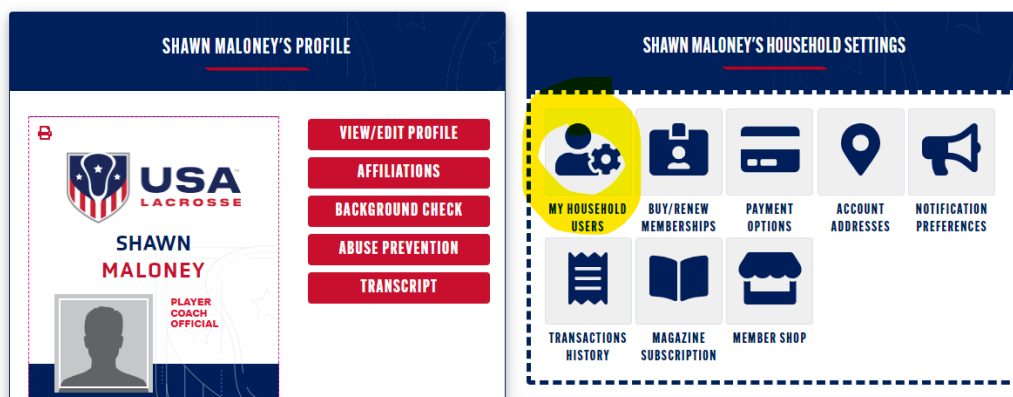 SHAWN MALONEY'S PROFILE
USA
LACROSSE
SHAWN
MALONEY
PLAYER
COACH
OFFICIAL
VIEW/EDIT PROFILE
AFFILIATIONS
BACKGROUND CHECK
ABUSE PREVENTION
TRANSCRIPT
SHAWN MALONEY'S HOUSEHOLD SETTINGS
MY HOUSEHOLD
USERS
BUY/RENEW
MEMBERSHIPS
PAYMENT
OPTIONS
ACCOUNT
ADDRESSES
NOTIFICATION
PREFERENCES
TRANSACTIONS
HISTORY
MAGAZINE
SUBSCRIPTION
MEMBER SHOP